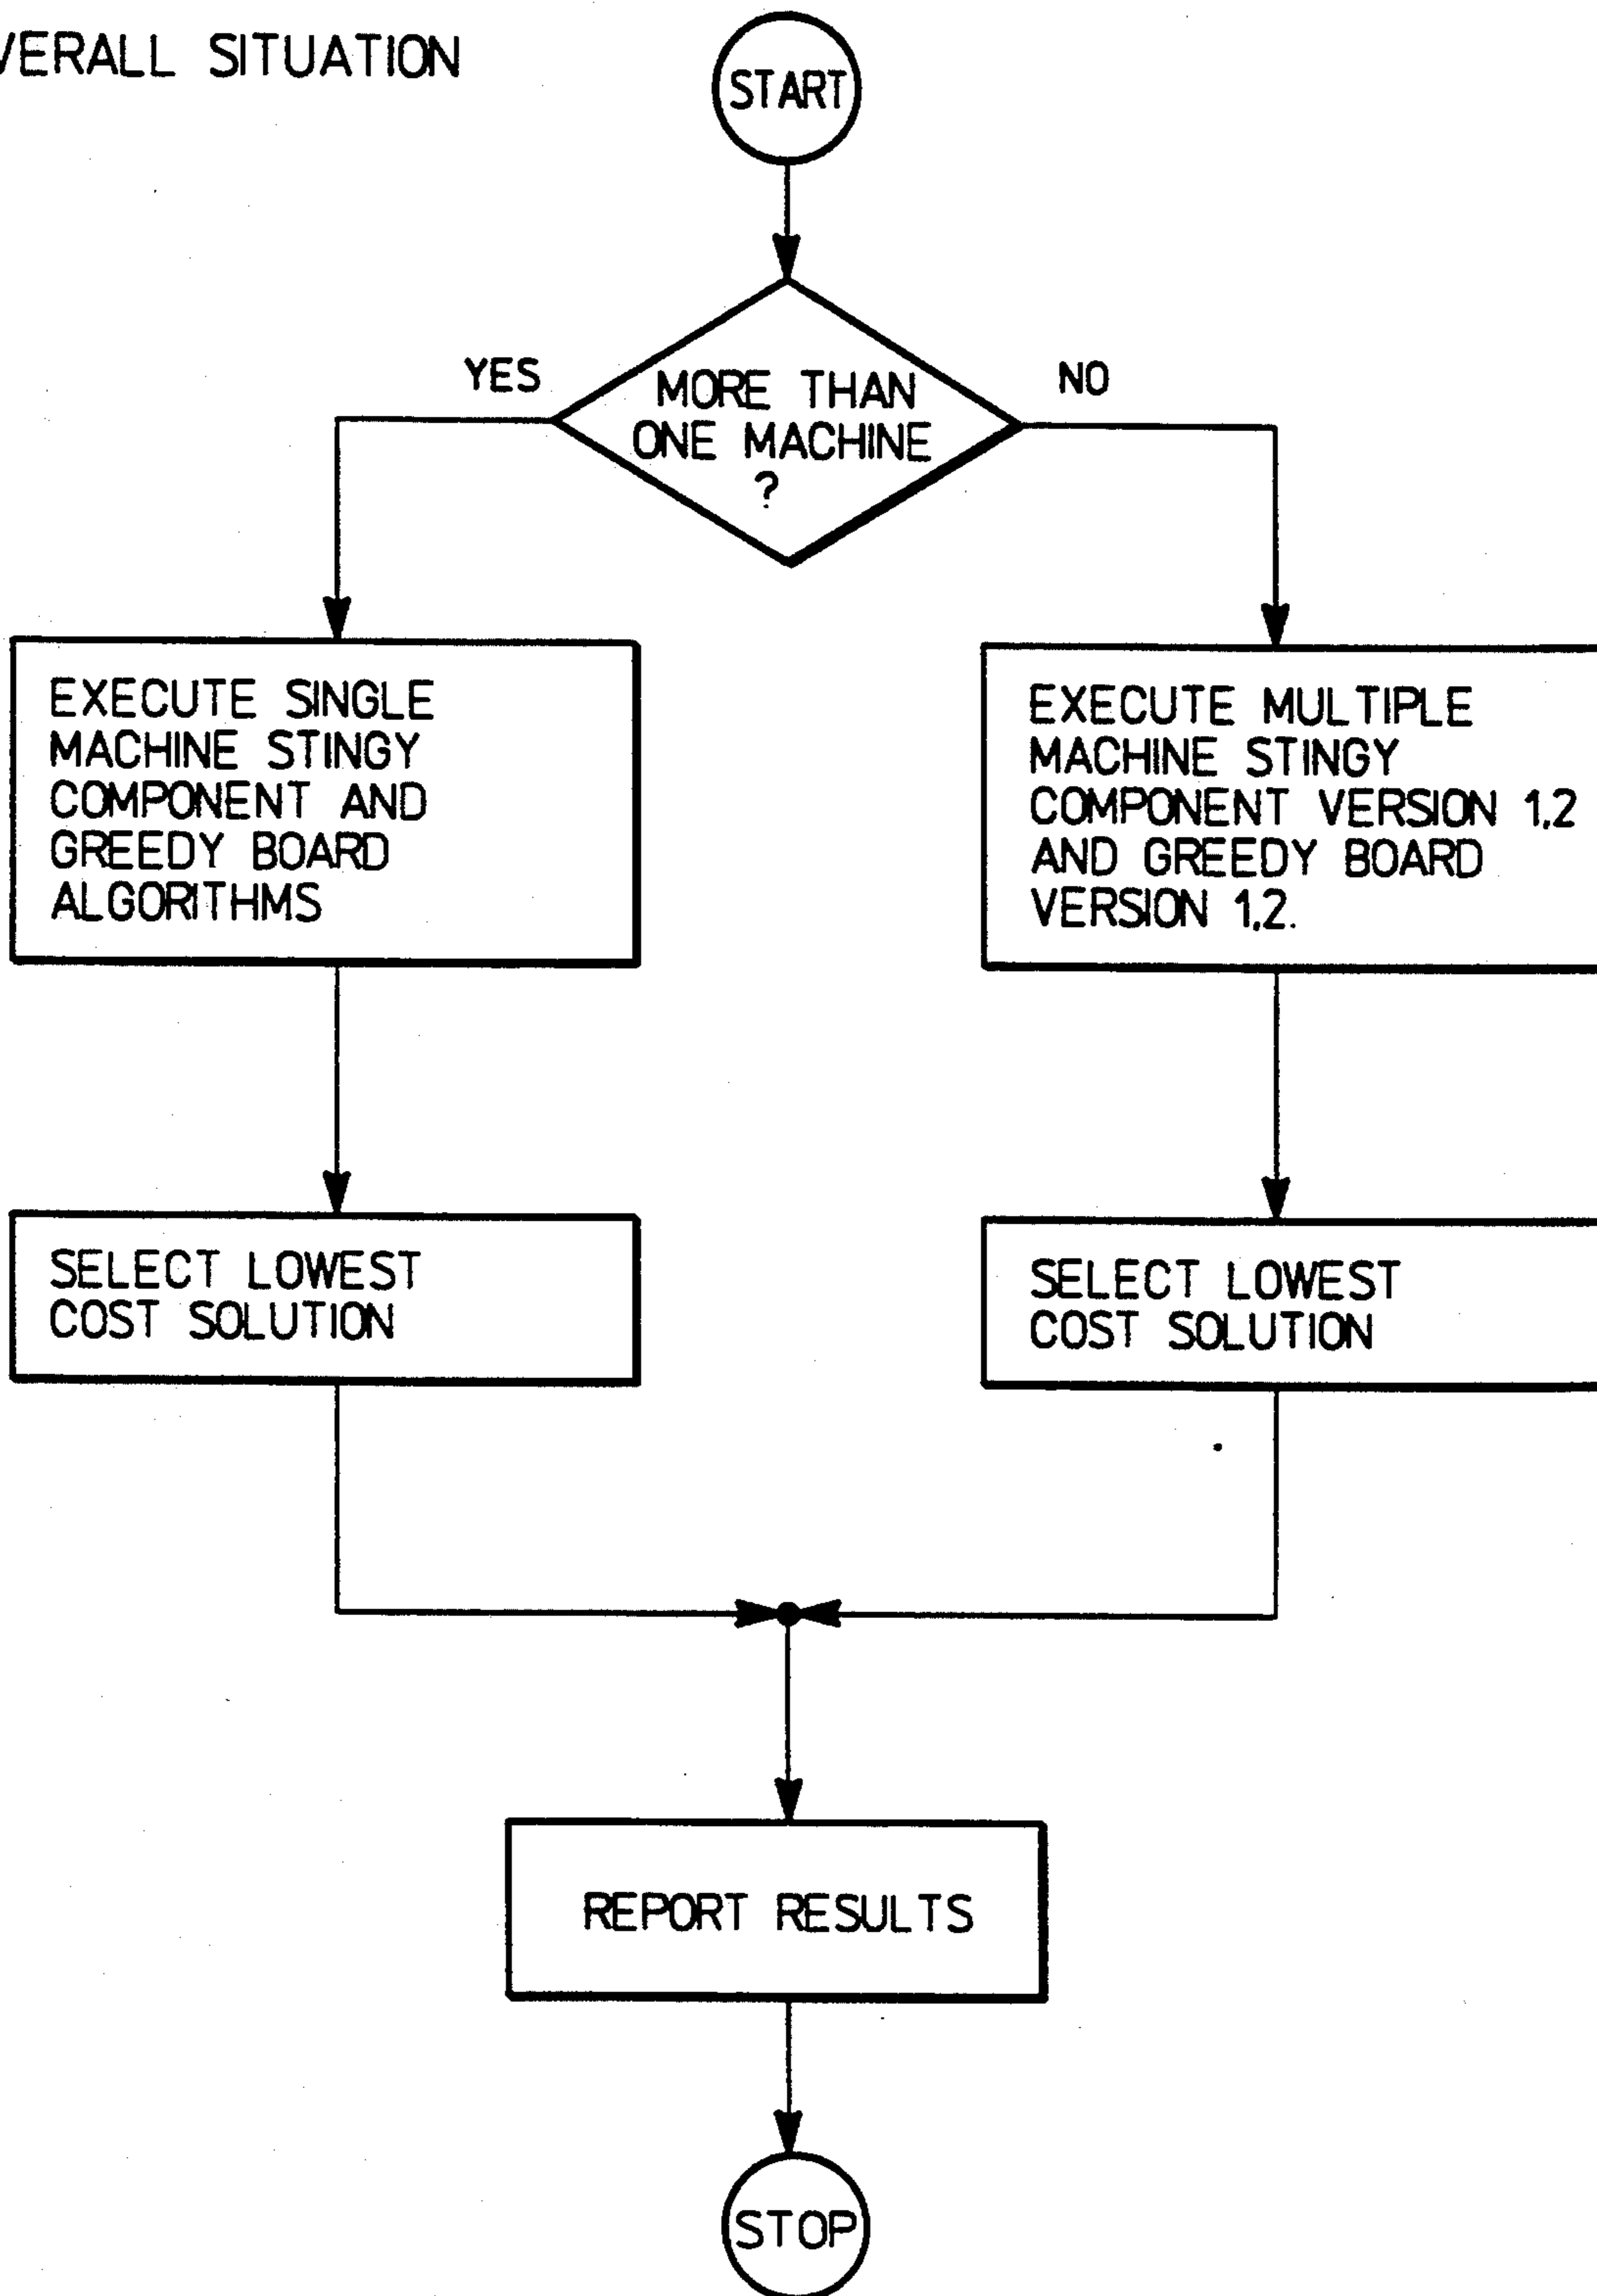 VERALL SITUATION
START
YES
MORE THAN
ONE MACHINE
?
NO
EXECUTE SINGLE
MACHINE STINGY
COMPONENT AND
GREEDY BOARD
ALGORITHMS
EXECUTE MULTIPLE
MACHINE STINGY
COMPONENT VERSION 1,2
AND GREEDY BOARD
VERSION 1,2.
SELECT LOWEST
COST SOLUTION
SELECT LOWEST
COST SOLUTION
REPORT RESULTS
STOP